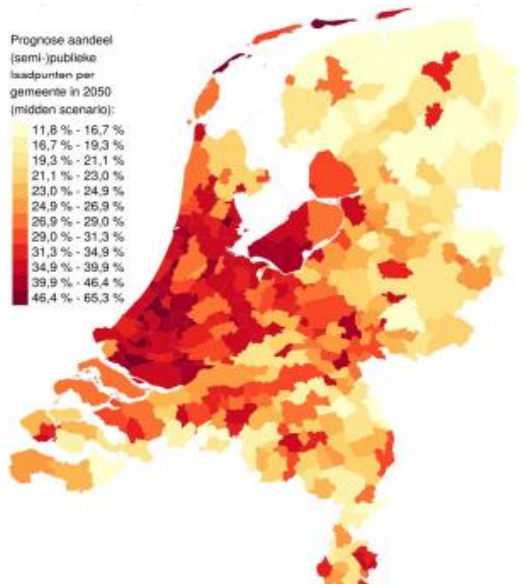 Prognose aandeel
(semi-)publieke
laadpunten per
gemeente in 2050
(midden scenario):
11,8 % - 16,7 %
16,7 % - 19,3 %
19,3 % - 21,1 %
21,1 % - 23,0 %
23,0 % - 24,9 %
24,9 % - 26,9 %
26,9 % - 29,0 %
29,0 % - 31,3 %
31,3 % - 34,9 %
34,9 % - 39,9 %
39,9 % - 46,4 %
46,4 % - 65,3 %